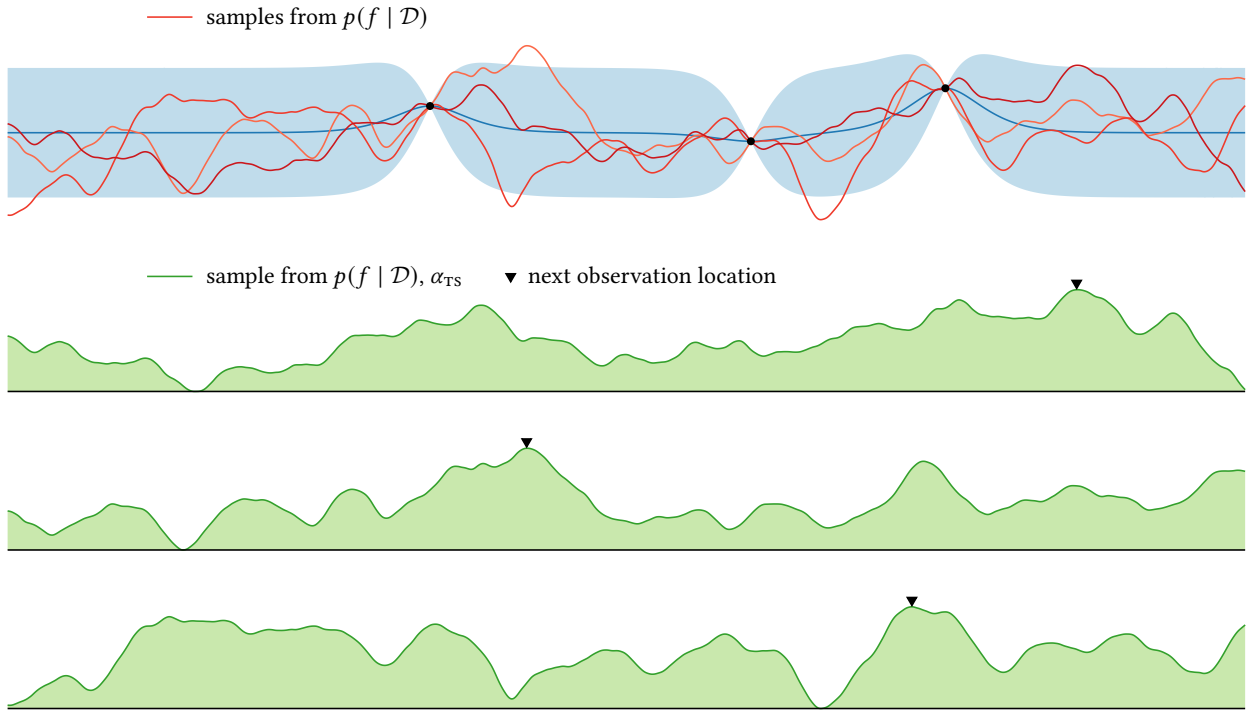 samples from p(f | 𝒟)
sample from p(f | 𝒟), α_TS ▼ next observation location